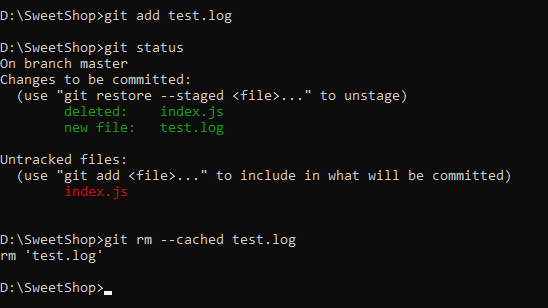 D:\SweetShop>git add test.log
D:\SweetShop>git status
On branch master
Changes to be committed:
  (use "git restore --staged <file>..." to unstage)
        deleted:    index.js
        new file:   test.log
Untracked files:
  (use "git add <file>..." to include in what will be committed)
        index.js
D:\SweetShop>git rm --cached test.log
rm 'test.log'
D:\SweetShop>